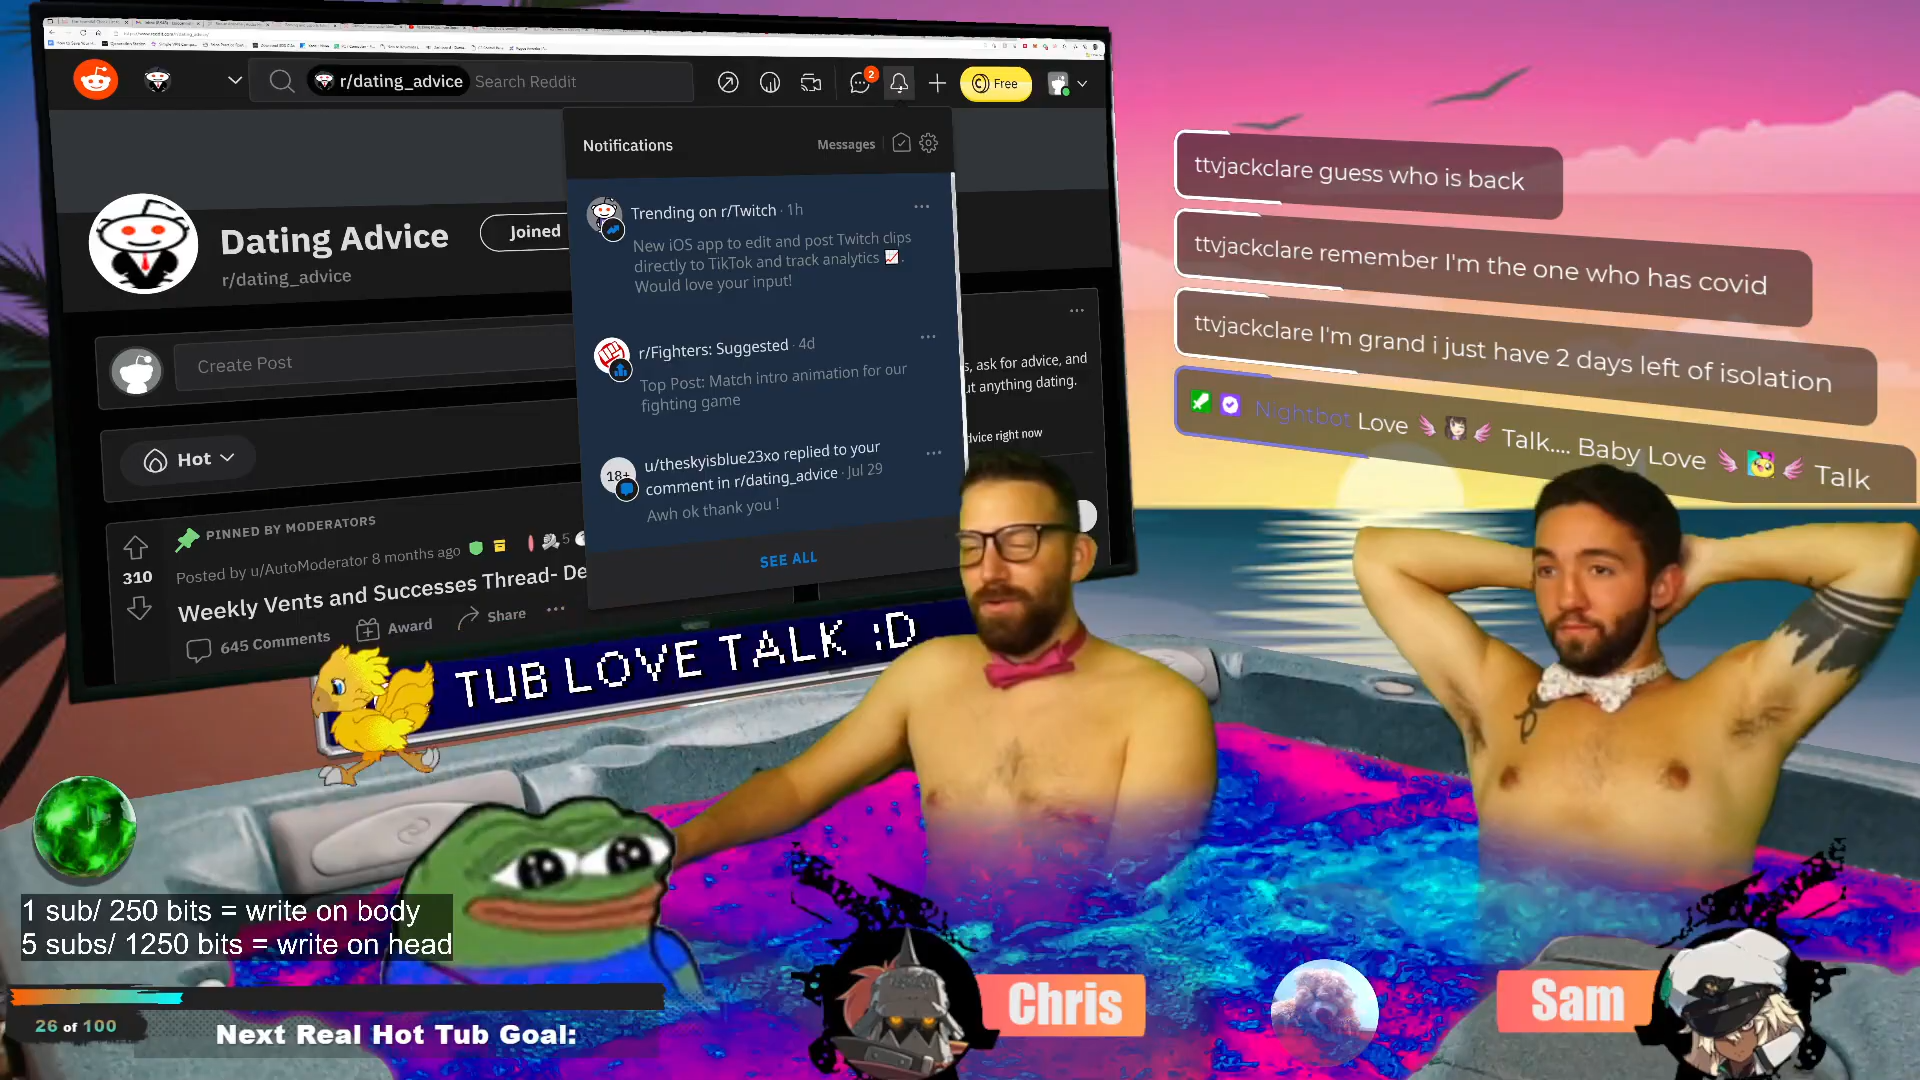 r/dating_advice Search Reddit
2
Free
Notifications
Messages
Trending on r/Twitch · 1h
New iOS app to edit and post Twitch clips
directly to TikTok and track analytics 📈.
Would love your input!
r/Fighters: Suggested · 4d
Top Post: Match intro animation for our
fighting game
18+
u/theskyisblue23xo replied to your
comment in r/dating_advice · Jul 29
Awh ok thank you !
SEE ALL
Dating Advice
Joined
r/dating_advice
Create Post
Hot
s, ask for advice, and
ut anything dating.
dvice right now
PINNED BY MODERATORS
310
Posted by u/AutoModerator 8 months ago
5
Weekly Vents and Successes Thread- De
645 Comments
Award
Share
TUB LOVE TALK :D
ttvjackclare guess who is back
ttvjackclare remember I'm the one who has covid
ttvjackclare I'm grand i just have 2 days left of isolation
Nightbot Love Talk.... Baby Love Talk
1 sub/ 250 bits = write on body
5 subs/ 1250 bits = write on head
26 of 100
Next Real Hot Tub Goal:
Chris
Sam